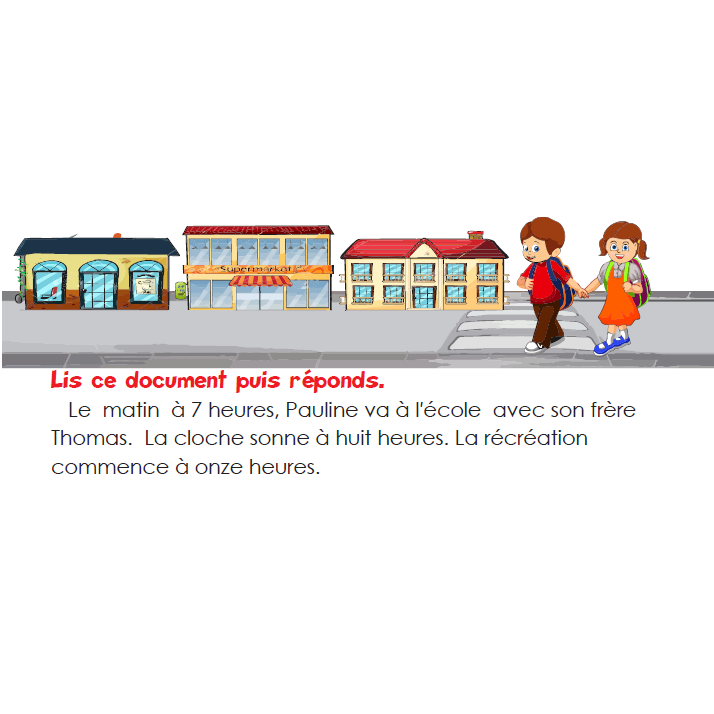 Supermarkat
Lis ce document puis réponds.
Le matin à 7 heures, Pauline va à l'école avec son frère
Thomas. La cloche sonne à huit heures. La récréation
commence à onze heures.